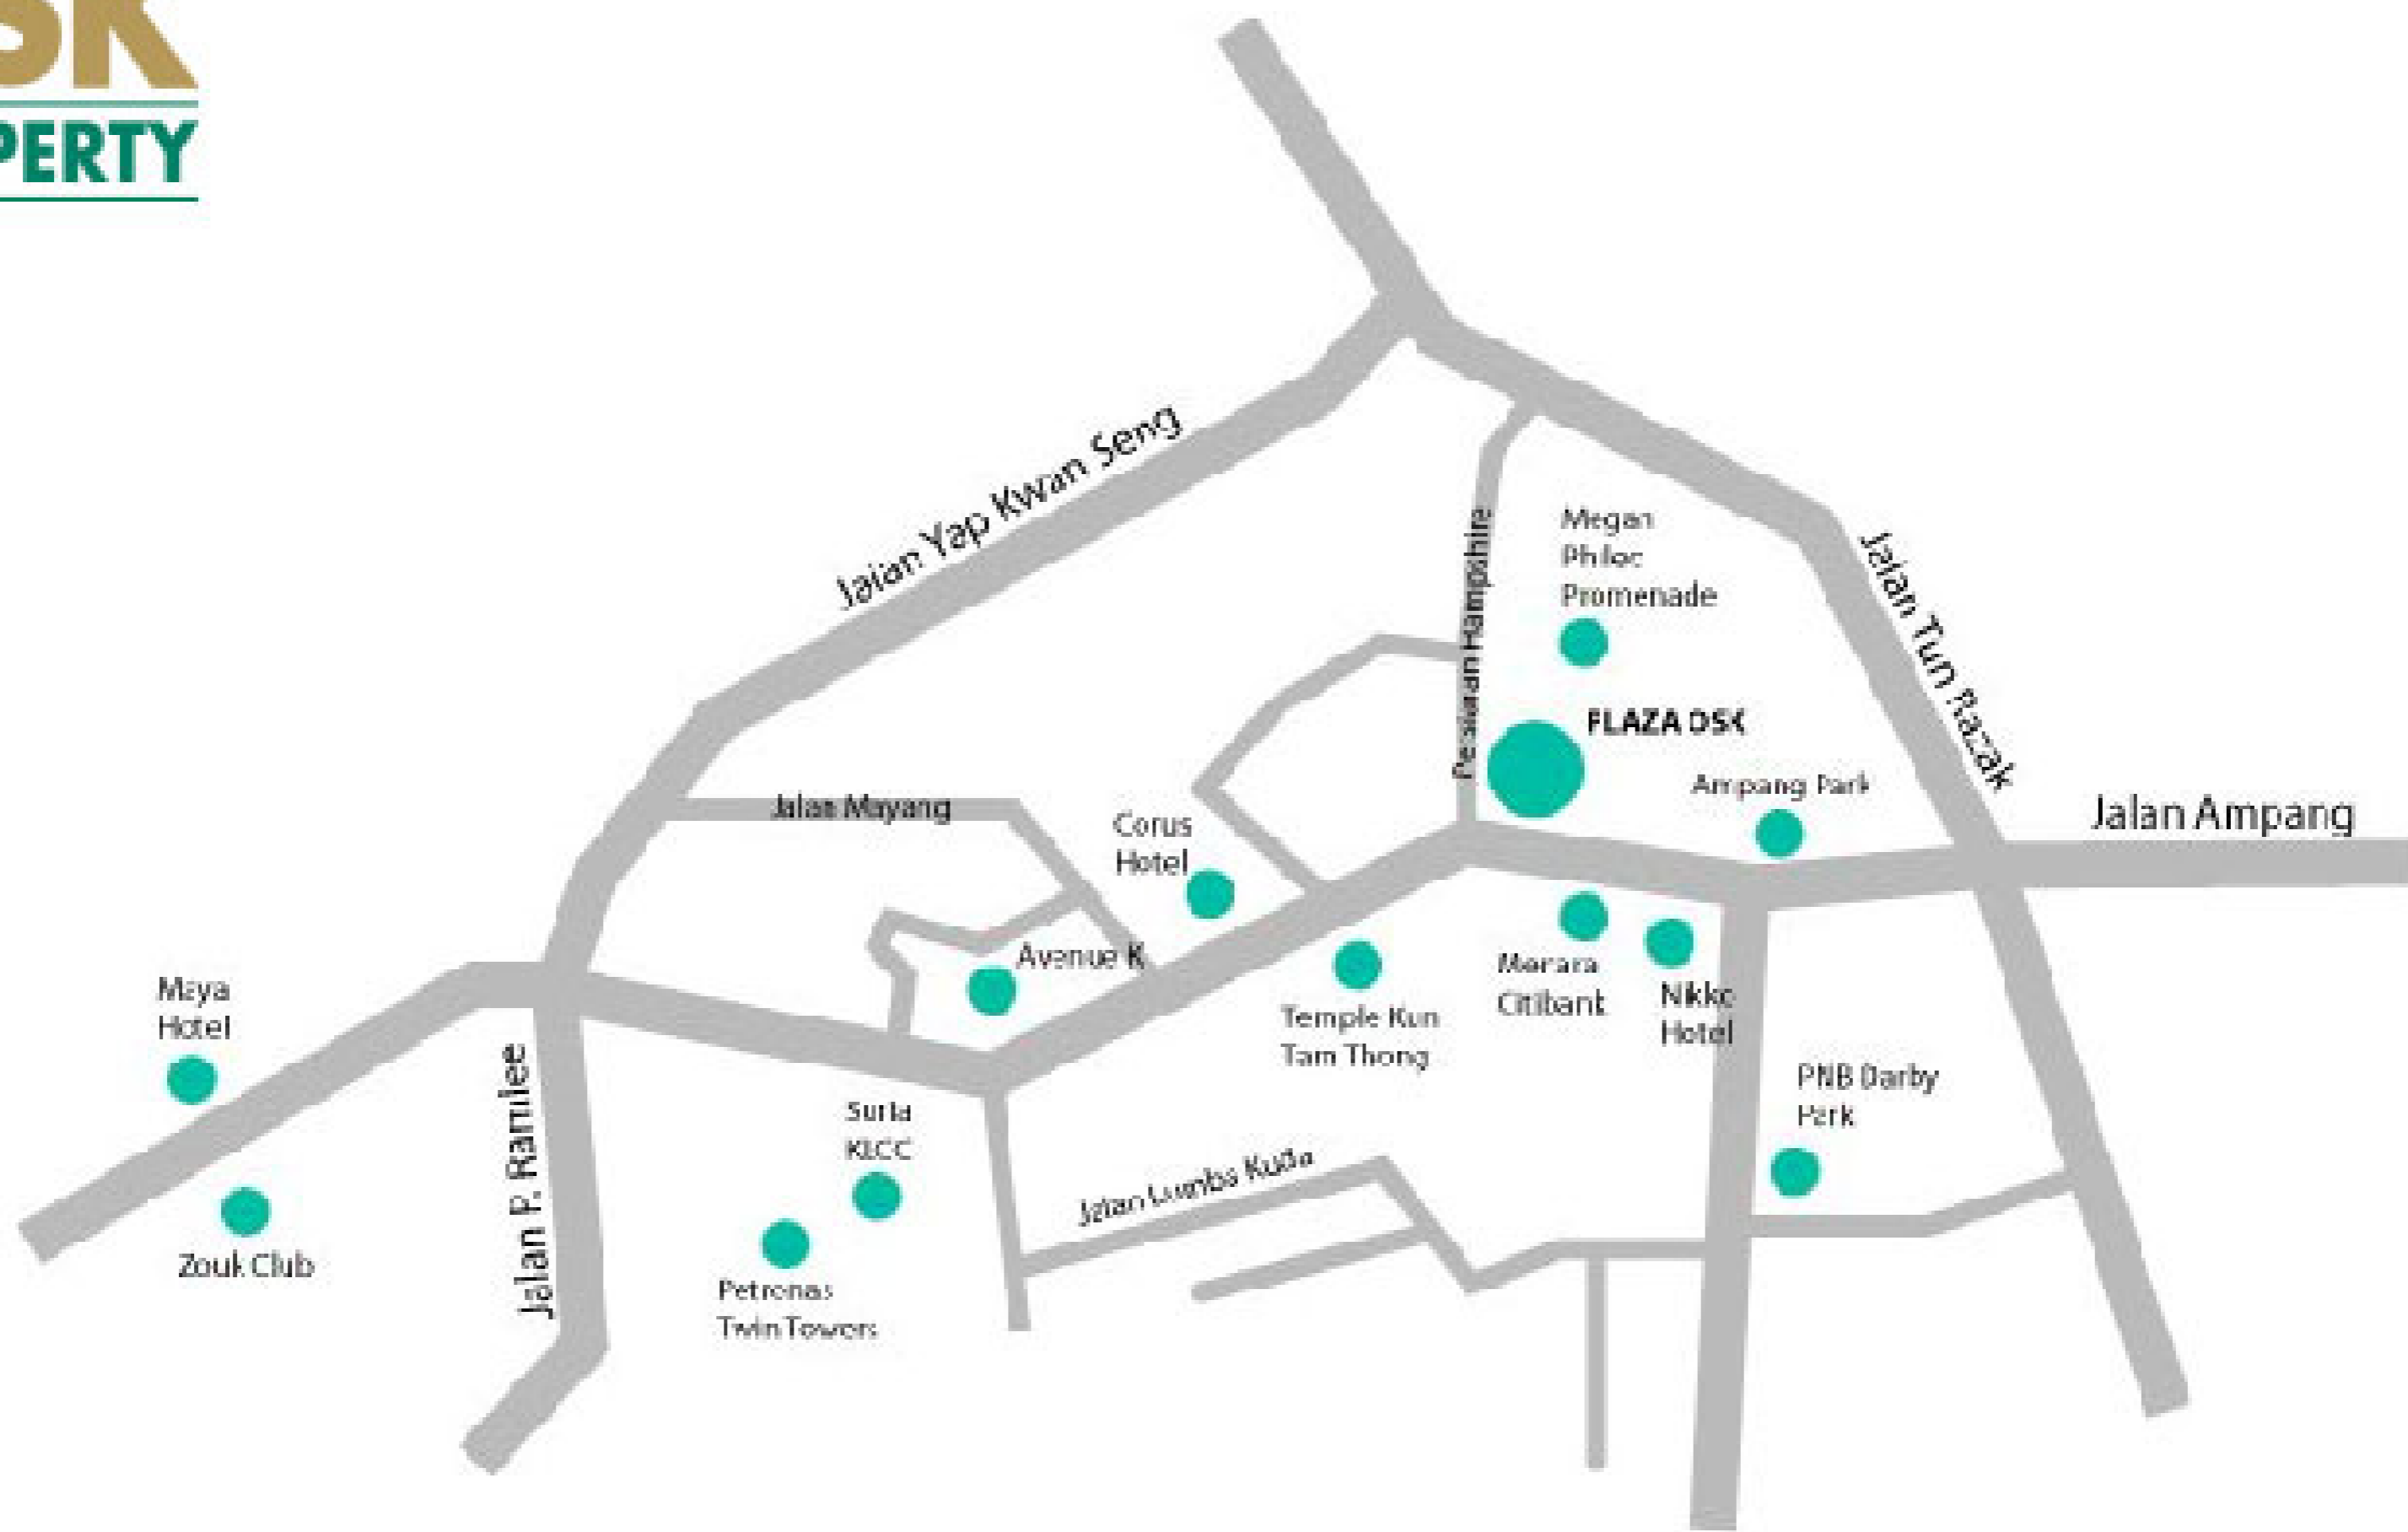 SK
PERTY
Jalan Yap Kwan Seng
Megan
Phileo
Promenade
Persiaran Hampshire
Jalan Tun Razak
PLAZA OSK
Ampang Park
Jalan Ampang
Jalan Mayang
Corus
Hotel
Avenue K
Maya
Hotel
Menara
Citibank
Nikko
Hotel
Temple Kun
Tam Thong
PNB Darby
Park
Jalan P. Ramlee
Suria
KLCC
Jalan Lumba Kuda
Zouk Club
Petronas
Twin Towers